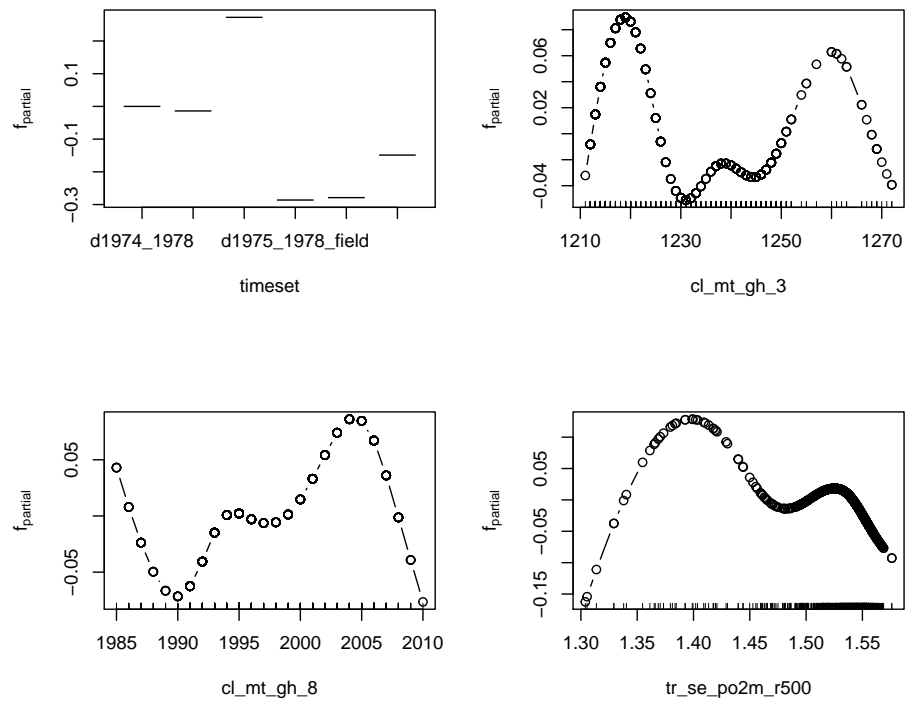 fpartial
0.1
−0.1
−0.3
d1974_1978
d1975_1978_field
timeset
fpartial
0.06
0.02
−0.04
1210
1230
1250
1270
cl_mt_gh_3
fpartial
0.05
−0.05
1985
1990
1995
2000
2005
2010
cl_mt_gh_8
fpartial
0.05
−0.05
−0.15
1.30
1.35
1.40
1.45
1.50
1.55
tr_se_po2m_r500